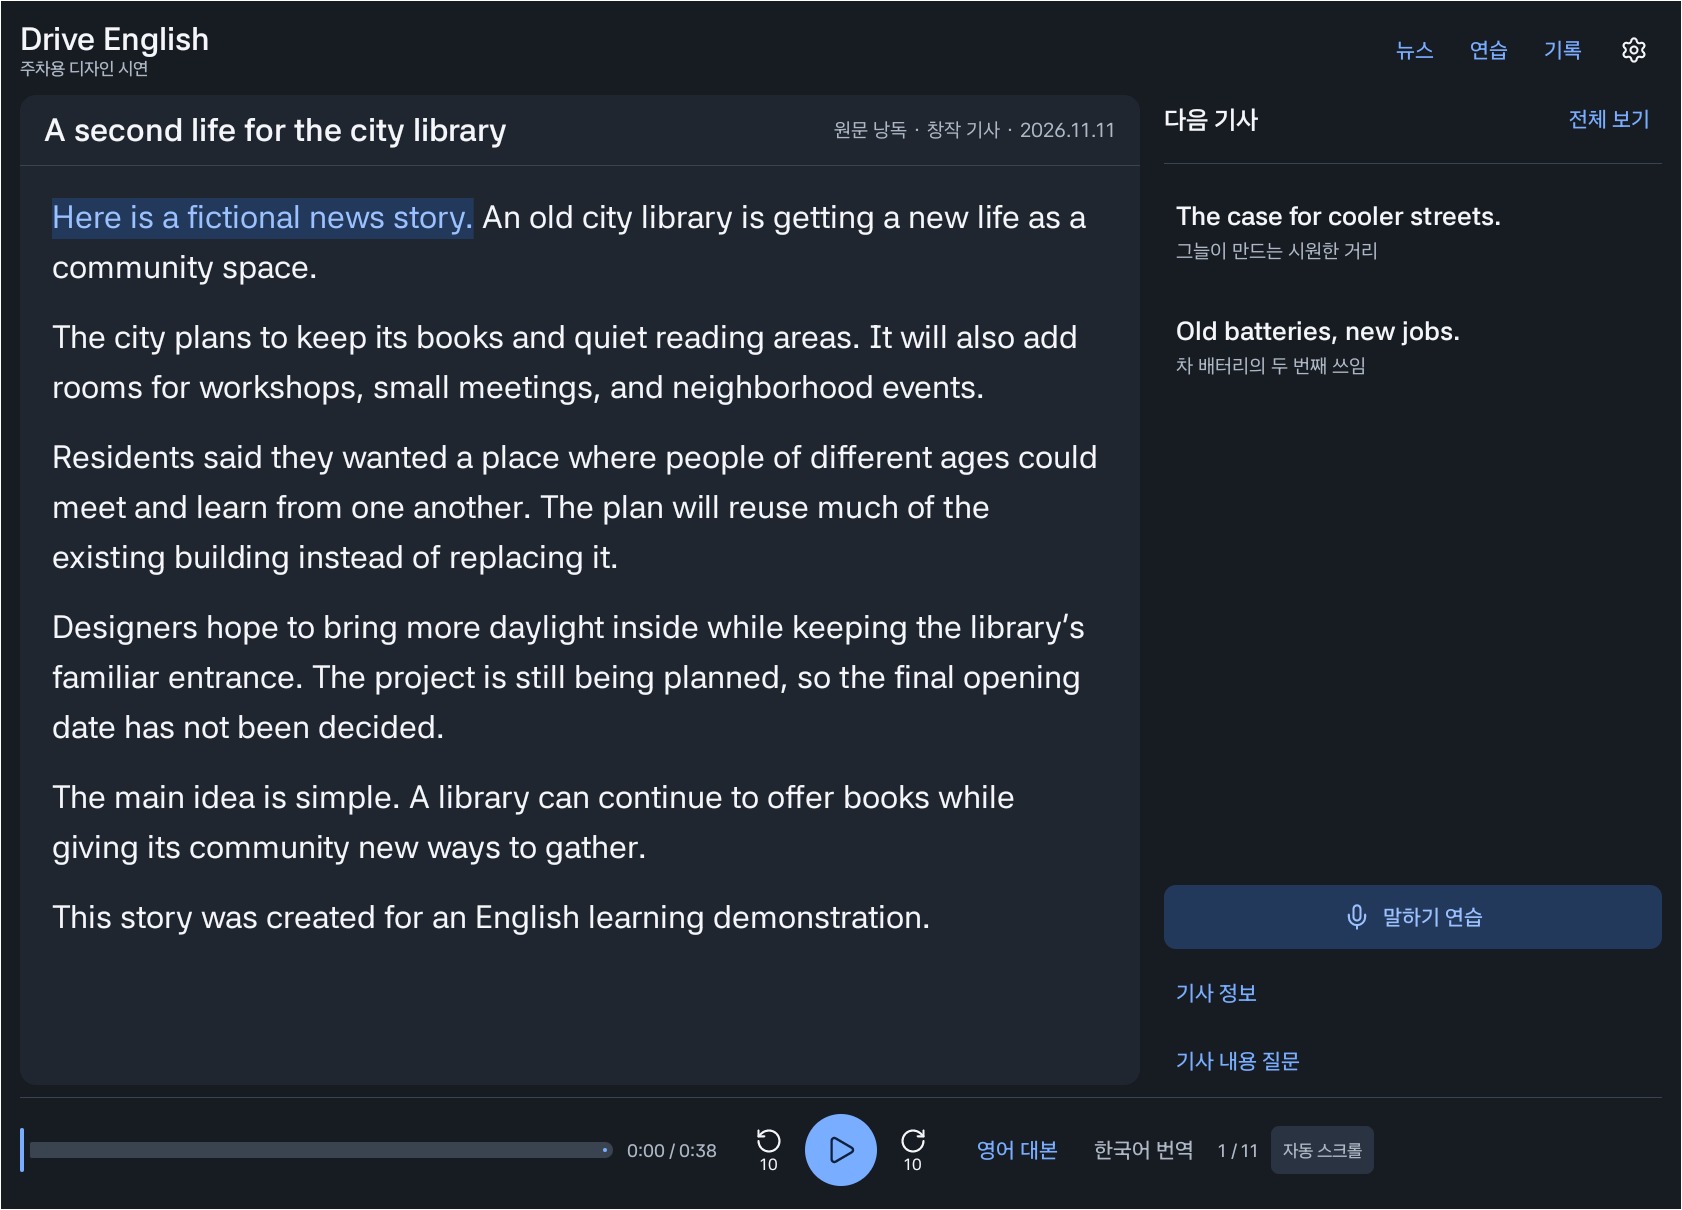 Drive English
주차용 디자인 시연
뉴스 연습 기록
A second life for the city library
원문 낭독 · 창작 기사 · 2026.11.11
Here is a fictional news story. An old city library is getting a new life as a
community space.
The city plans to keep its books and quiet reading areas. It will also add
rooms for workshops, small meetings, and neighborhood events.
Residents said they wanted a place where people of different ages could
meet and learn from one another. The plan will reuse much of the
existing building instead of replacing it.
Designers hope to bring more daylight inside while keeping the library’s
familiar entrance. The project is still being planned, so the final opening
date has not been decided.
The main idea is simple. A library can continue to offer books while
giving its community new ways to gather.
This story was created for an English learning demonstration.
다음 기사
전체 보기
The case for cooler streets.
그늘이 만드는 시원한 거리
Old batteries, new jobs.
차 배터리의 두 번째 쓰임
말하기 연습
기사 정보
기사 내용 질문
0:00 / 0:38
10
10
영어 대본
한국어 번역
1 / 11
자동 스크롤